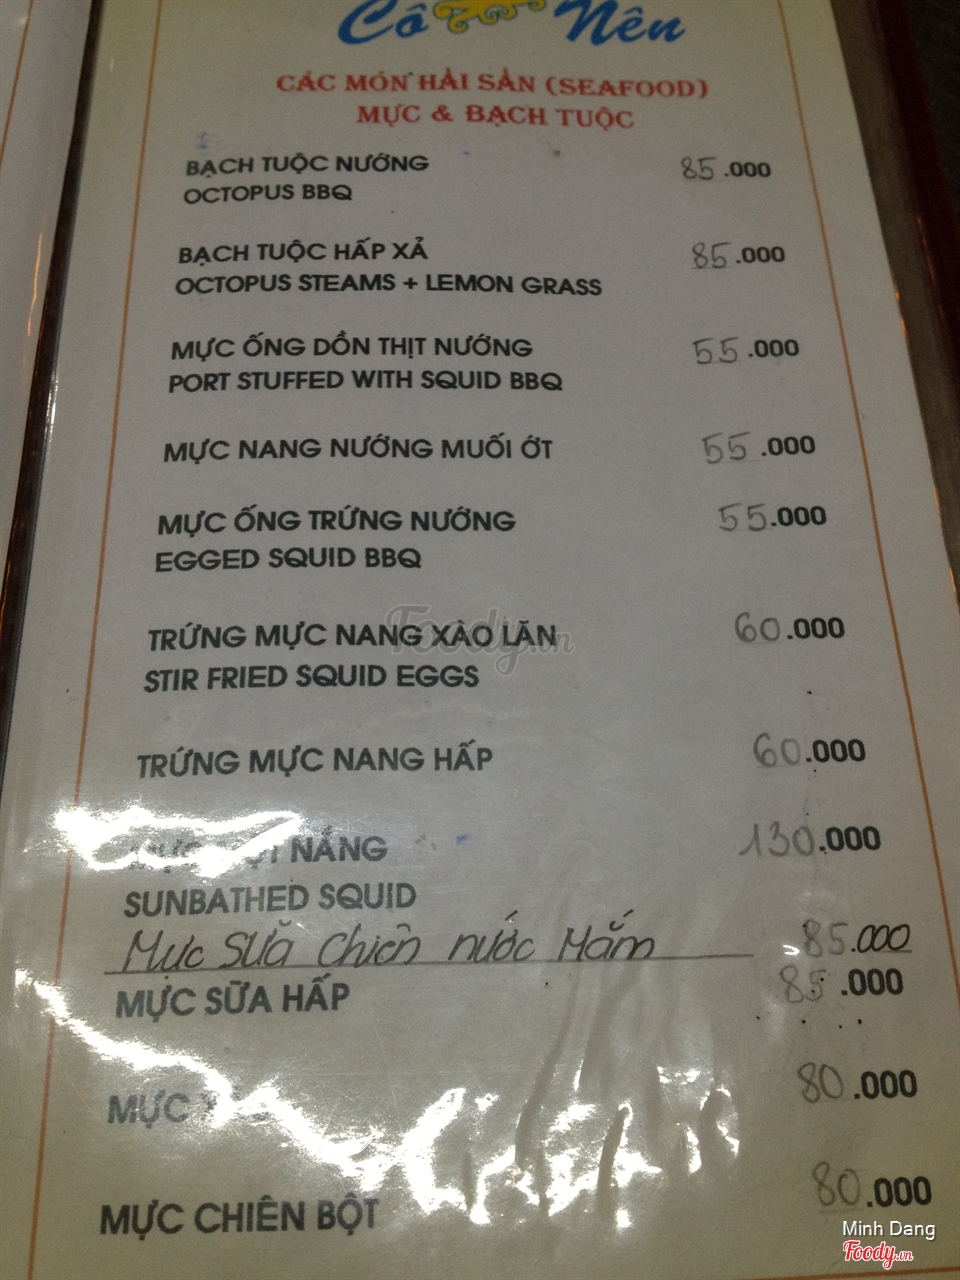 Cô Nên
CÁC MÓN HẢI SẢN (SEAFOOD)
MỰC & BẠCH TUỘC
BẠCH TUỘC NƯỚNG 85.000
OCTOPUS BBQ
BẠCH TUỘC HẤP XẢ 85.000
OCTOPUS STEAMS + LEMON GRASS
MỰC ỐNG DỒN THỊT NƯỚNG 55.000
PORT STUFFED WITH SQUID BBQ
MỰC NANG NƯỚNG MUỐI ỚT 55.000
MỰC ỐNG TRỨNG NƯỚNG 55.000
EGGED SQUID BBQ
TRỨNG MỰC NANG XÀO LĂN 60.000
STIR FRIED SQUID EGGS
TRỨNG MỰC NANG HẤP 60.000
MỰC NẮNG 130.000
SUNBATHED SQUID
Mực Sữa Chiên nước Mắm 85.000
MỰC SỮA HẤP 85.000
MỰC 80.000
MỰC CHIÊN BỘT 80.000
Foody.vn
Minh Dang
Foody.vn